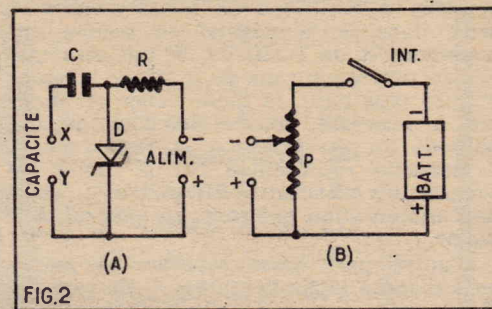 C
R
INT.
X
D
-
-
-
CAPACITE
ALIM.
P
BATT.
Y
+
+
+
(A)
(B)
FIG.2